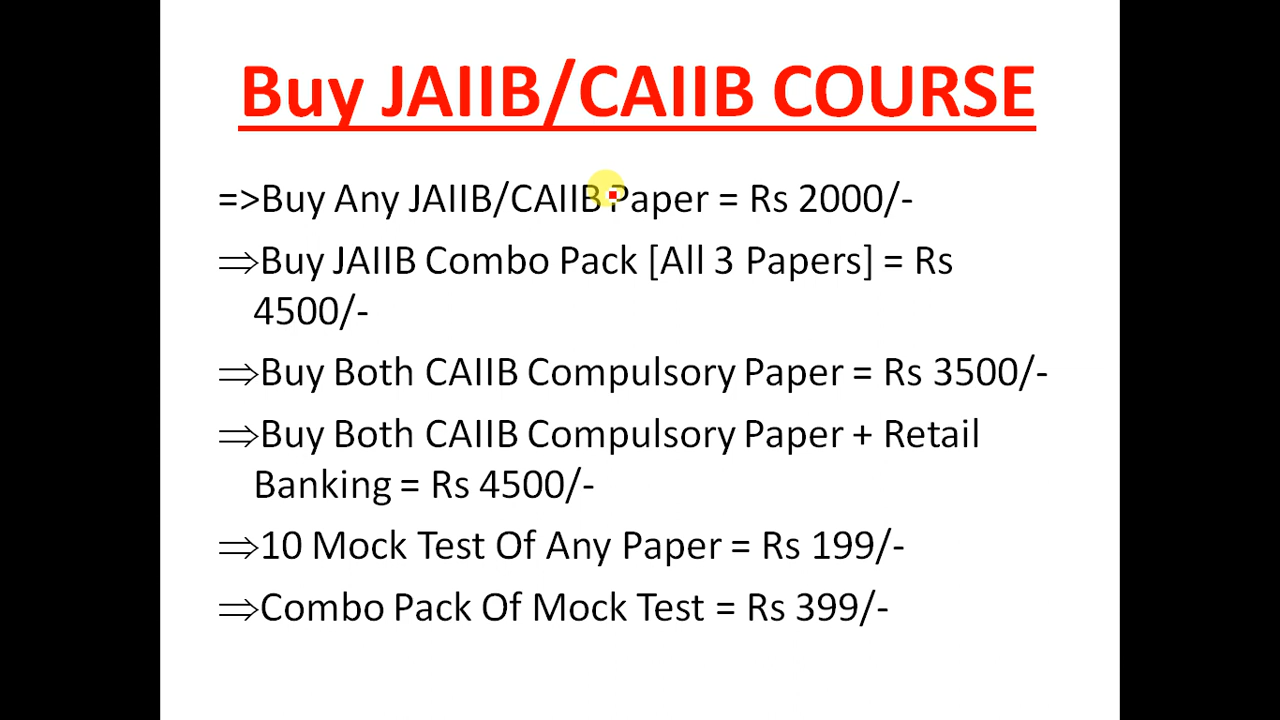 Buy JAIIB/CAIIB COURSE
=>Buy Any JAIIB/CAIIB Paper = Rs 2000/-
⇒Buy JAIIB Combo Pack [All 3 Papers] = Rs
4500/-
⇒Buy Both CAIIB Compulsory Paper = Rs 3500/-
⇒Buy Both CAIIB Compulsory Paper + Retail
Banking = Rs 4500/-
⇒10 Mock Test Of Any Paper = Rs 199/-
⇒Combo Pack Of Mock Test = Rs 399/-